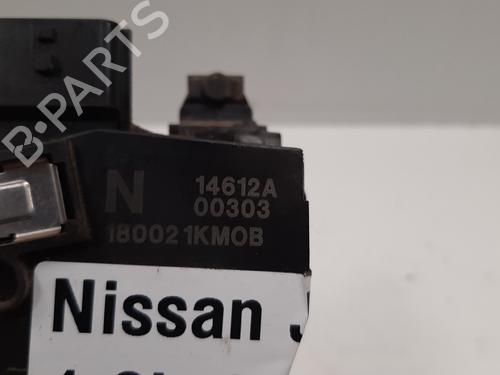 B-PARTS
N 14612A
00303
180021KM0B
Nissan J